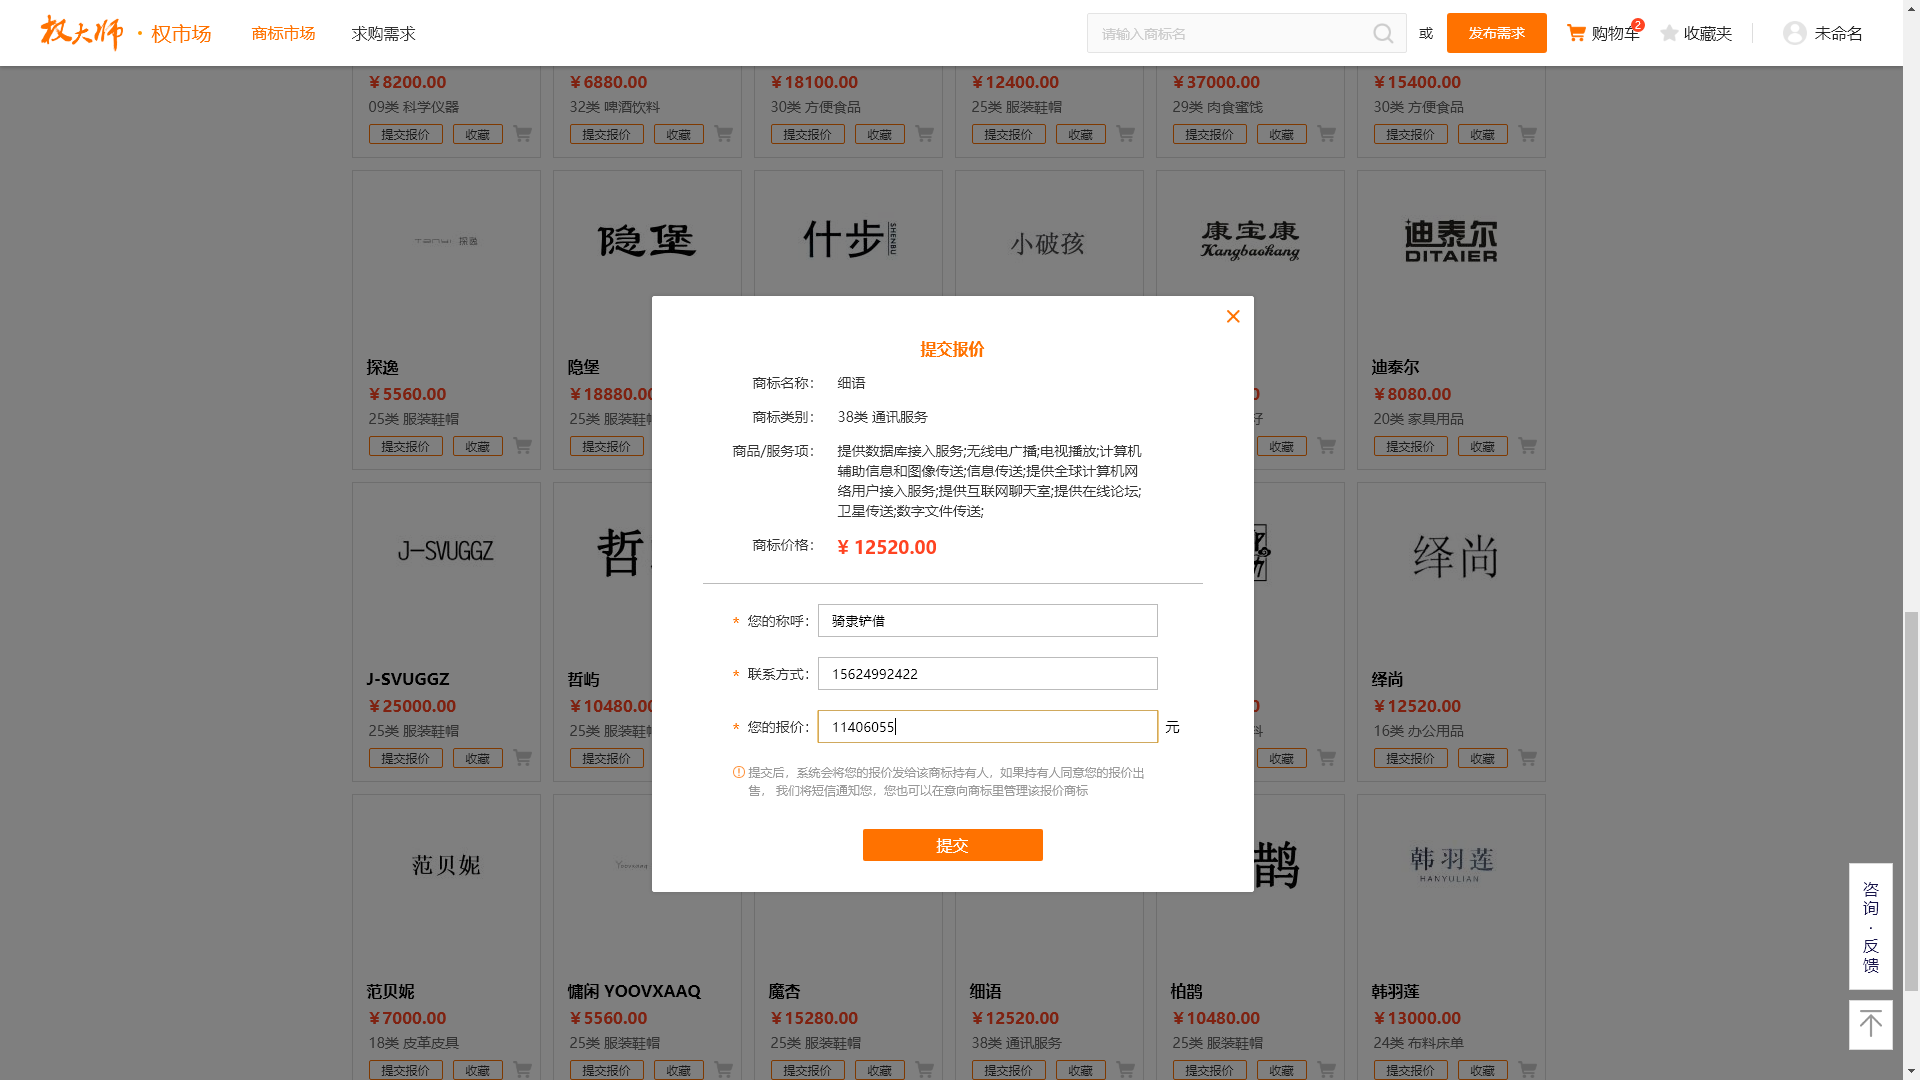 权大师 · 权市场 商标市场 求购需求 请输入商标名 或 发布需求 购物车 2 收藏夹 未命名
￥8200.00 ￥6880.00 ￥18100.00 ￥12400.00 ￥37000.00 ￥15400.00
09类 科学仪器 32类 啤酒饮料 30类 方便食品 25类 服装鞋帽 29类 肉食蜜饯 30类 方便食品
提交报价 收藏 提交报价 收藏 提交报价 收藏 提交报价 收藏 提交报价 收藏 提交报价 收藏
探逸 隐堡 什步 SHENBU 小破孩 康宝康 Kangbaokang 迪泰尔 DITAIER
探逸 隐堡 迪泰尔
￥5560.00 ￥18880.00 ￥8080.00
25类 服装鞋帽 25类 服装鞋帽 20类 家具用品
提交报价 收藏 提交报价 收藏 提交报价 收藏
J-SVUGGZ 哲 绎尚
J-SVUGGZ 哲屿 绎尚
￥25000.00 ￥10480.00 ￥12520.00
25类 服装鞋帽 25类 服装鞋帽 16类 办公用品
提交报价 收藏 提交报价 收藏 提交报价 收藏
提交报价
商标名称： 细语
商标类别： 38类 通讯服务
商品/服务项： 提供数据库接入服务;无线电广播;电视播放;计算机
辅助信息和图像传送;信息传送;提供全球计算机网
络用户接入服务;提供互联网聊天室;提供在线论坛;
卫星传送;数字文件传送;
商标价格： ¥ 12520.00
* 您的称呼： 骑隶铲借
* 联系方式： 15624992422
* 您的报价： 11406055 元
提交后，系统会将您的报价发给该商标持有人，如果持有人同意您的报价出
售， 我们将短信通知您，您也可以在意向商标里管理该报价商标
提交
范贝妮 鹊 韩羽莲 HANYULIAN
范贝妮 慵闲 YOOVXAAQ 魔杏 细语 柏鹊 韩羽莲
￥7000.00 ￥5560.00 ￥15280.00 ￥12520.00 ￥10480.00 ￥13000.00
18类 皮革皮具 25类 服装鞋帽 25类 服装鞋帽 38类 通讯服务 25类 服装鞋帽 24类 布料床单
提交报价 收藏 提交报价 收藏 提交报价 收藏 提交报价 收藏 提交报价 收藏 提交报价 收藏
咨
询
·
反
馈